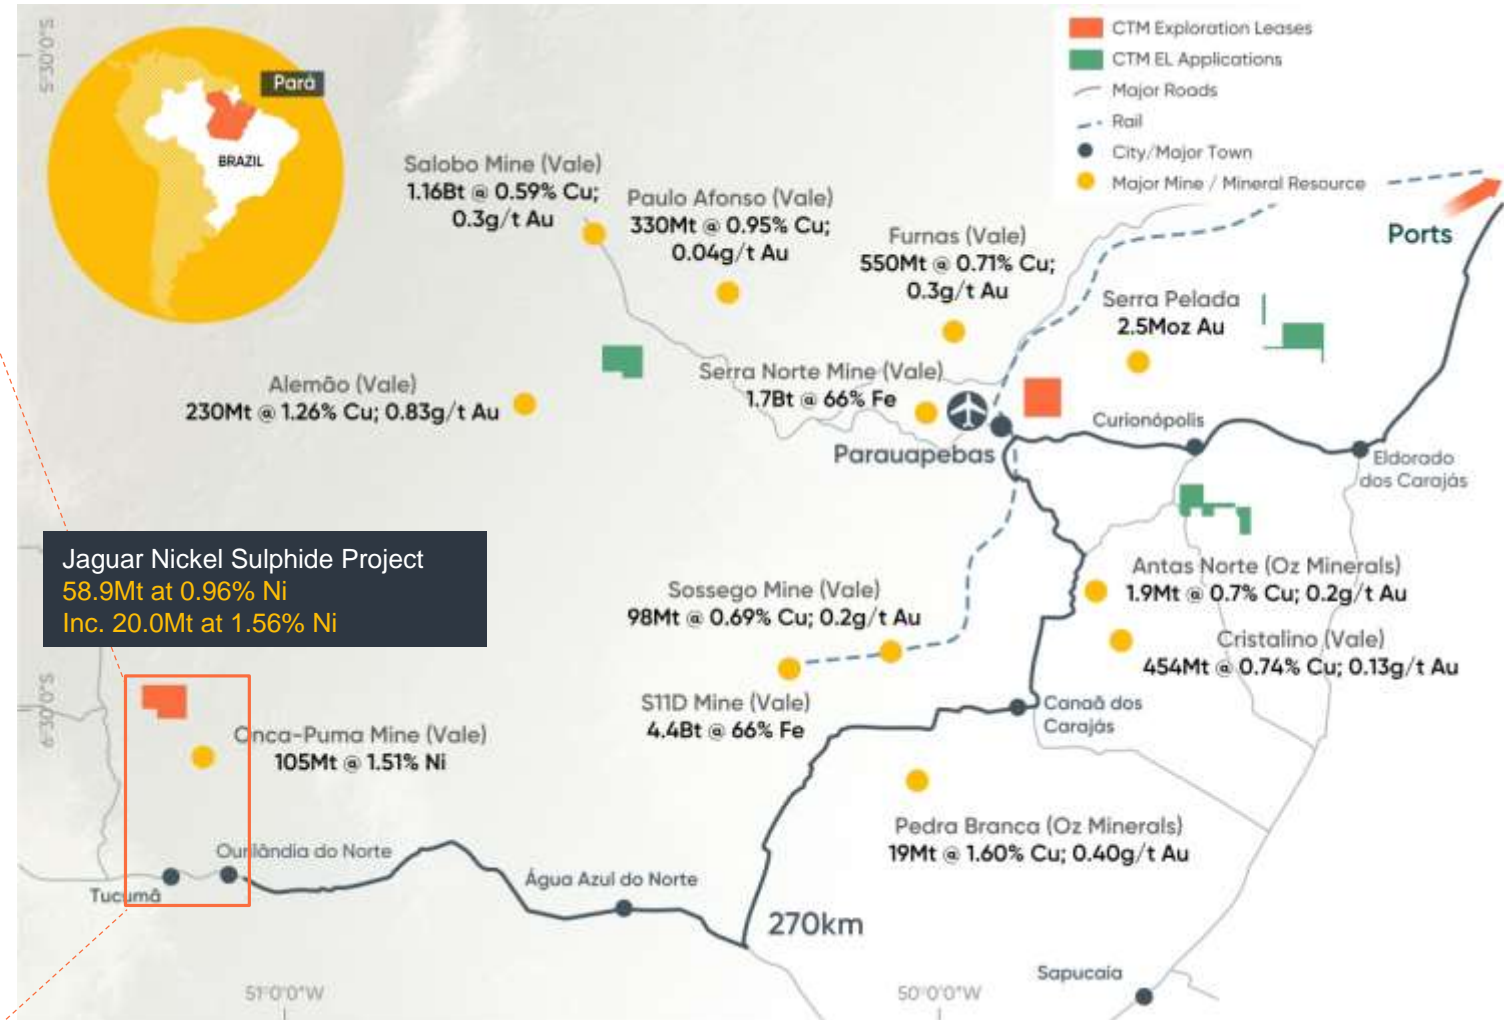 5°30'0"S
Pará
BRAZIL
CTM Exploration Leases
CTM EL Applications
Major Roads
Rail
City/Major Town
Major Mine / Mineral Resource
Ports
Salobo Mine (Vale)
1.16Bt @ 0.59% Cu;
0.3g/t Au
Paulo Afonso (Vale)
330Mt @ 0.95% Cu;
0.04g/t Au
Furnas (Vale)
550Mt @ 0.71% Cu;
0.3g/t Au
Serra Pelada
2.5Moz Au
Alemão (Vale)
230Mt @ 1.26% Cu; 0.83g/t Au
Serra Norte Mine (Vale)
1.7Bt @ 66% Fe
Parauapebas
Curionópolis
Eldorado
dos Carajás
Jaguar Nickel Sulphide Project
58.9Mt at 0.96% Ni
Inc. 20.0Mt at 1.56% Ni
Sossego Mine (Vale)
98Mt @ 0.69% Cu; 0.2g/t Au
Antas Norte (Oz Minerals)
1.9Mt @ 0.7% Cu; 0.2g/t Au
Cristalino (Vale)
454Mt @ 0.74% Cu; 0.13g/t Au
6°30'0"S
S11D Mine (Vale)
4.4Bt @ 66% Fe
Canaã dos
Carajás
Onca-Puma Mine (Vale)
105Mt @ 1.51% Ni
Pedra Branca (Oz Minerals)
19Mt @ 1.60% Cu; 0.40g/t Au
Ourilândia do Norte
Tucumã
Água Azul do Norte
270km
Sapucaia
51°0'0"W
50°0'0"W